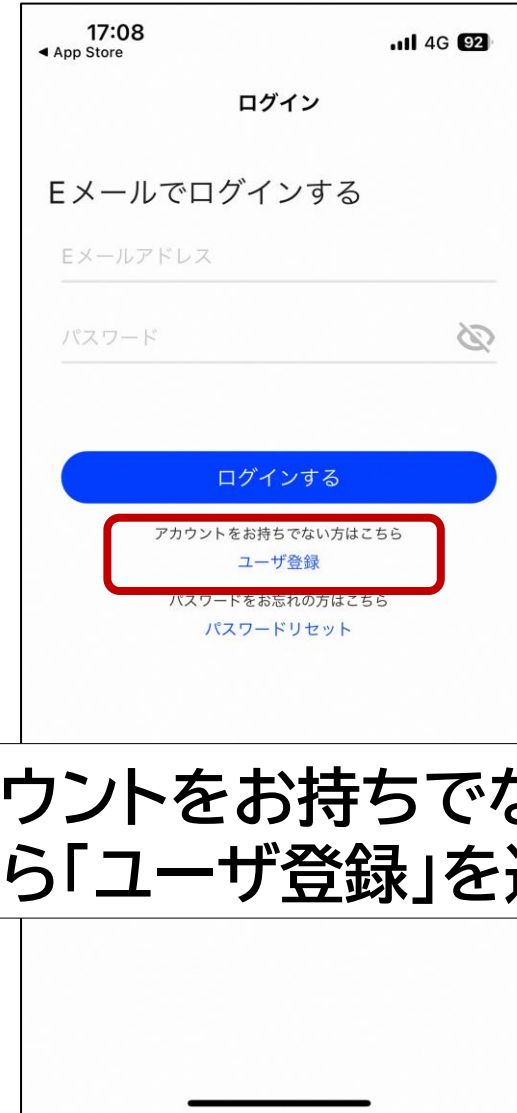 17:08
◀ App Store
4G 92
ログイン
Eメールでログインする
Eメールアドレス
パスワード
ログインする
アカウントをお持ちでない方はこちら
ユーザ登録
パスワードをお忘れの方はこちら
パスワードリセット
ウントをお持ちで
ら「ユーザ登録」を